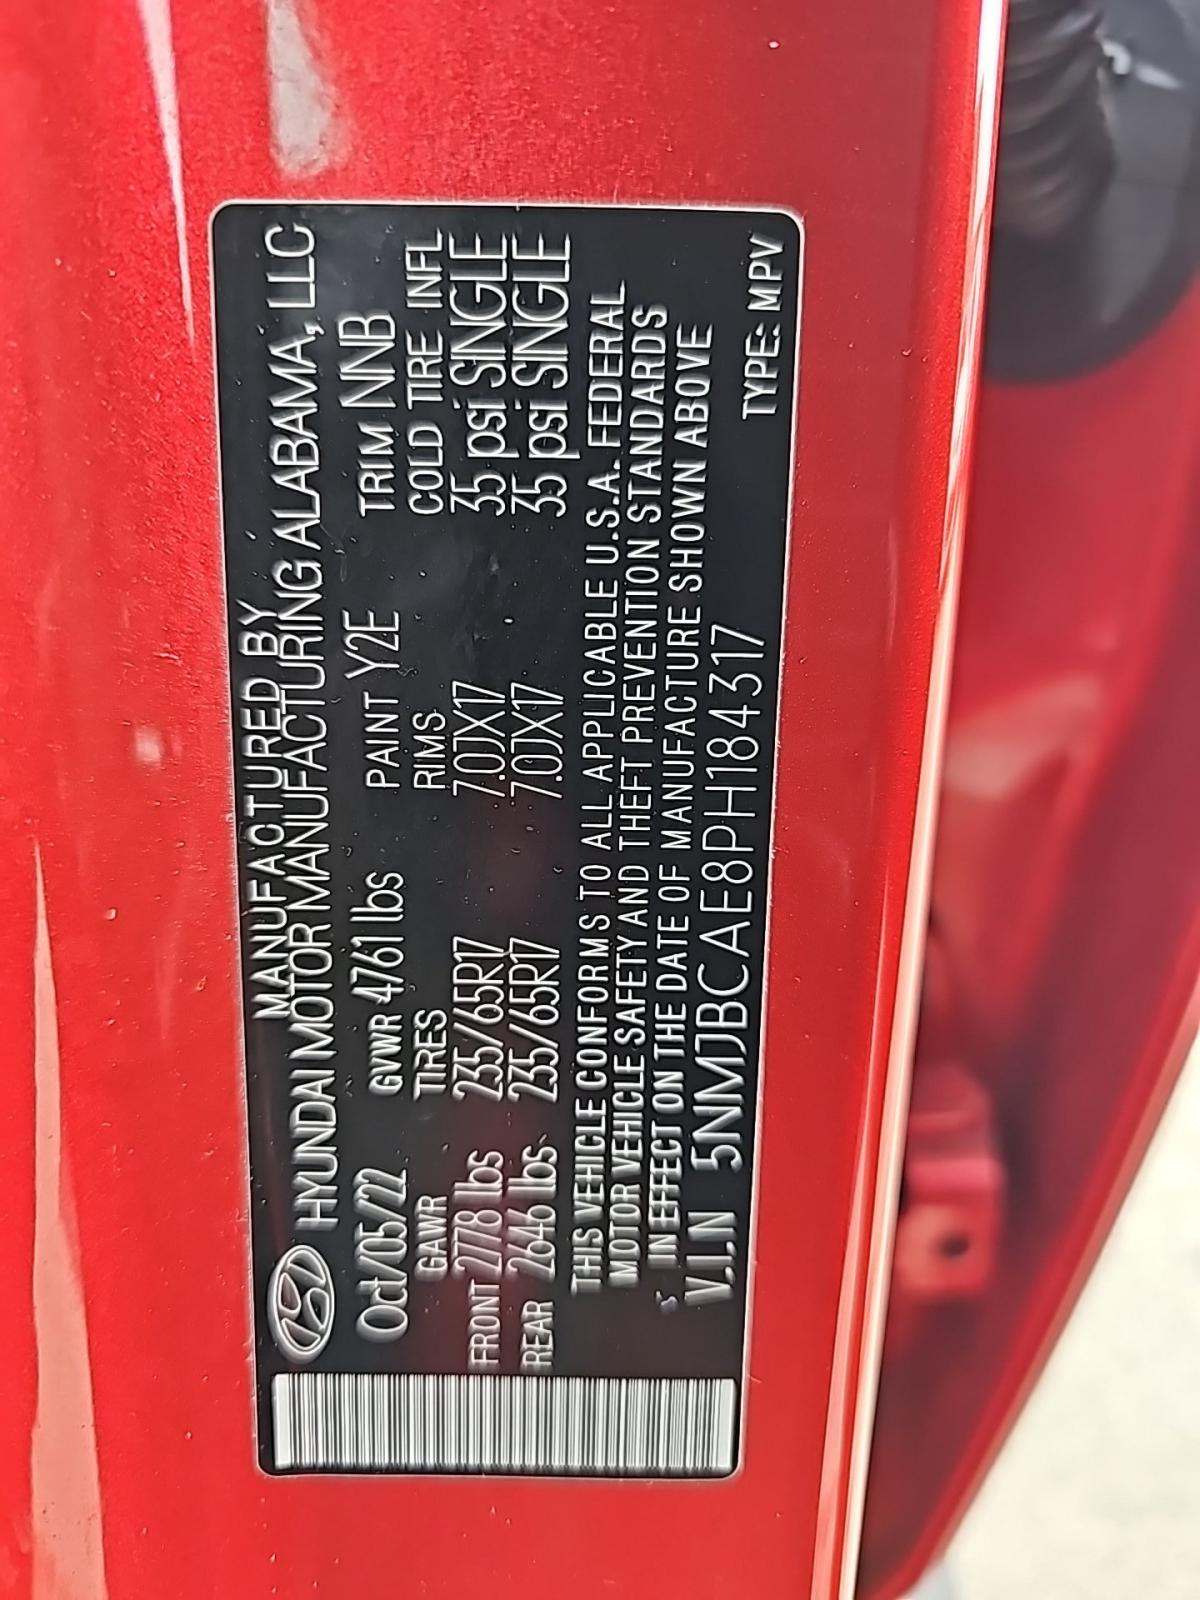 MANUFACTURED BY
HYUNDAI MOTOR MANUFACTURING ALABAMA, LLC
Oct/05/22 GVWR 4761 lbs PAINT Y2E TRIM NNB
GAWR TIRES RIMS COLD TIRE INFL
FRONT 2778 lbs 235/65R17 7.0JX17 35 psi SINGLE
REAR 2646 lbs 235/65R17 7.0JX17 35 psi SINGLE
THIS VEHICLE CONFORMS TO ALL APPLICABLE U.S.A. FEDERAL
MOTOR VEHICLE SAFETY AND THEFT PREVENTION STANDARDS
IN EFFECT ON THE DATE OF MANUFACTURE SHOWN ABOVE
V.I.N 5NMJBCAE8PH184317 TYPE: MPV